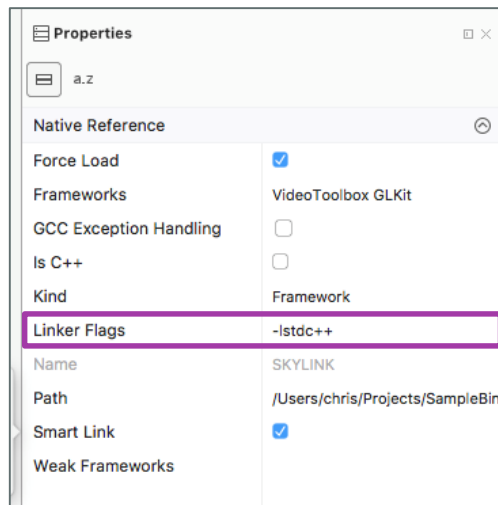 Properties
a.z
Native Reference
Force Load
Frameworks VideoToolbox GLKit
GCC Exception Handling
Is C++
Kind Framework
Linker Flags -lstdc++
Name SKYLINK
Path /Users/chris/Projects/SampleBin
Smart Link
Weak Frameworks